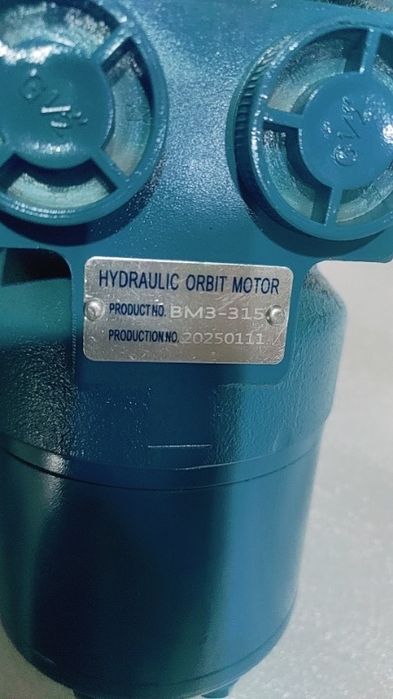 HYDRAULIC ORBIT MOTOR
PRODUCT NO. BM3-315
PRODUCTION NO. 20250111